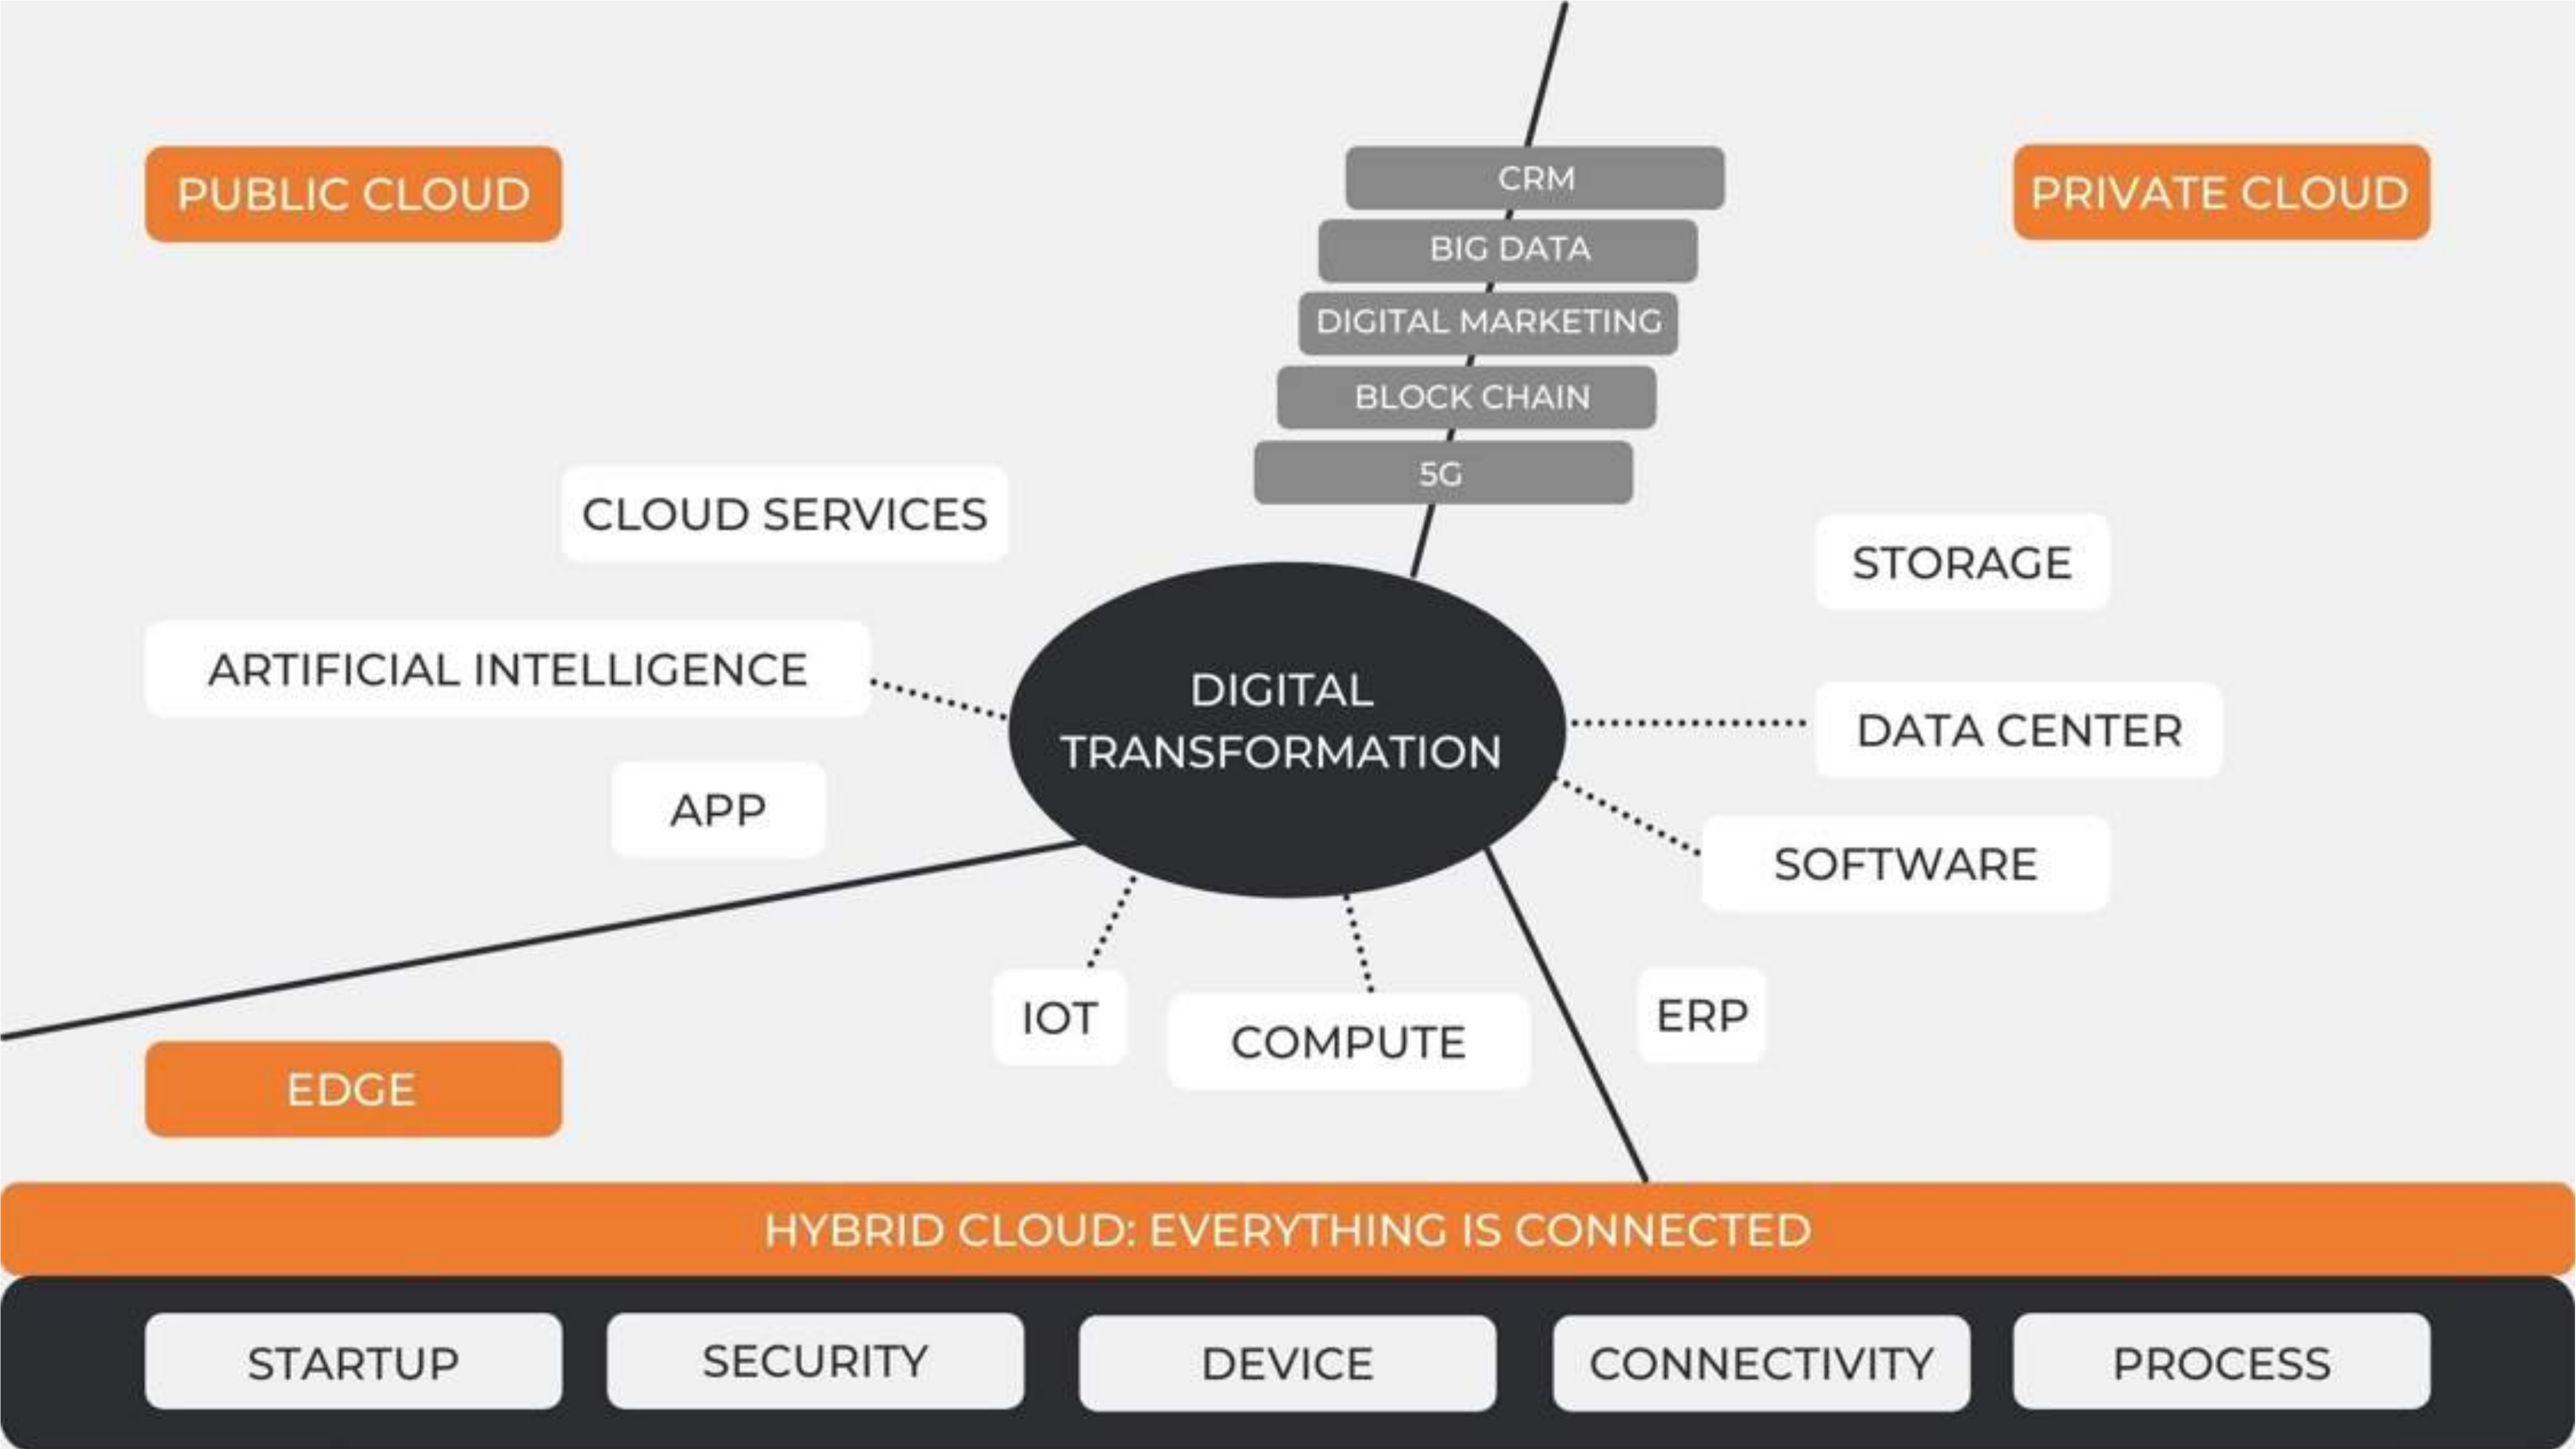 PUBLIC CLOUD
PRIVATE CLOUD
CRM
BIG DATA
DIGITAL MARKETING
BLOCK CHAIN
5G
CLOUD SERVICES
ARTIFICIAL INTELLIGENCE
APP
DIGITAL
TRANSFORMATION
STORAGE
DATA CENTER
SOFTWARE
ERP
IOT
COMPUTE
EDGE
HYBRID CLOUD: EVERYTHING IS CONNECTED
STARTUP
SECURITY
DEVICE
CONNECTIVITY
PROCESS